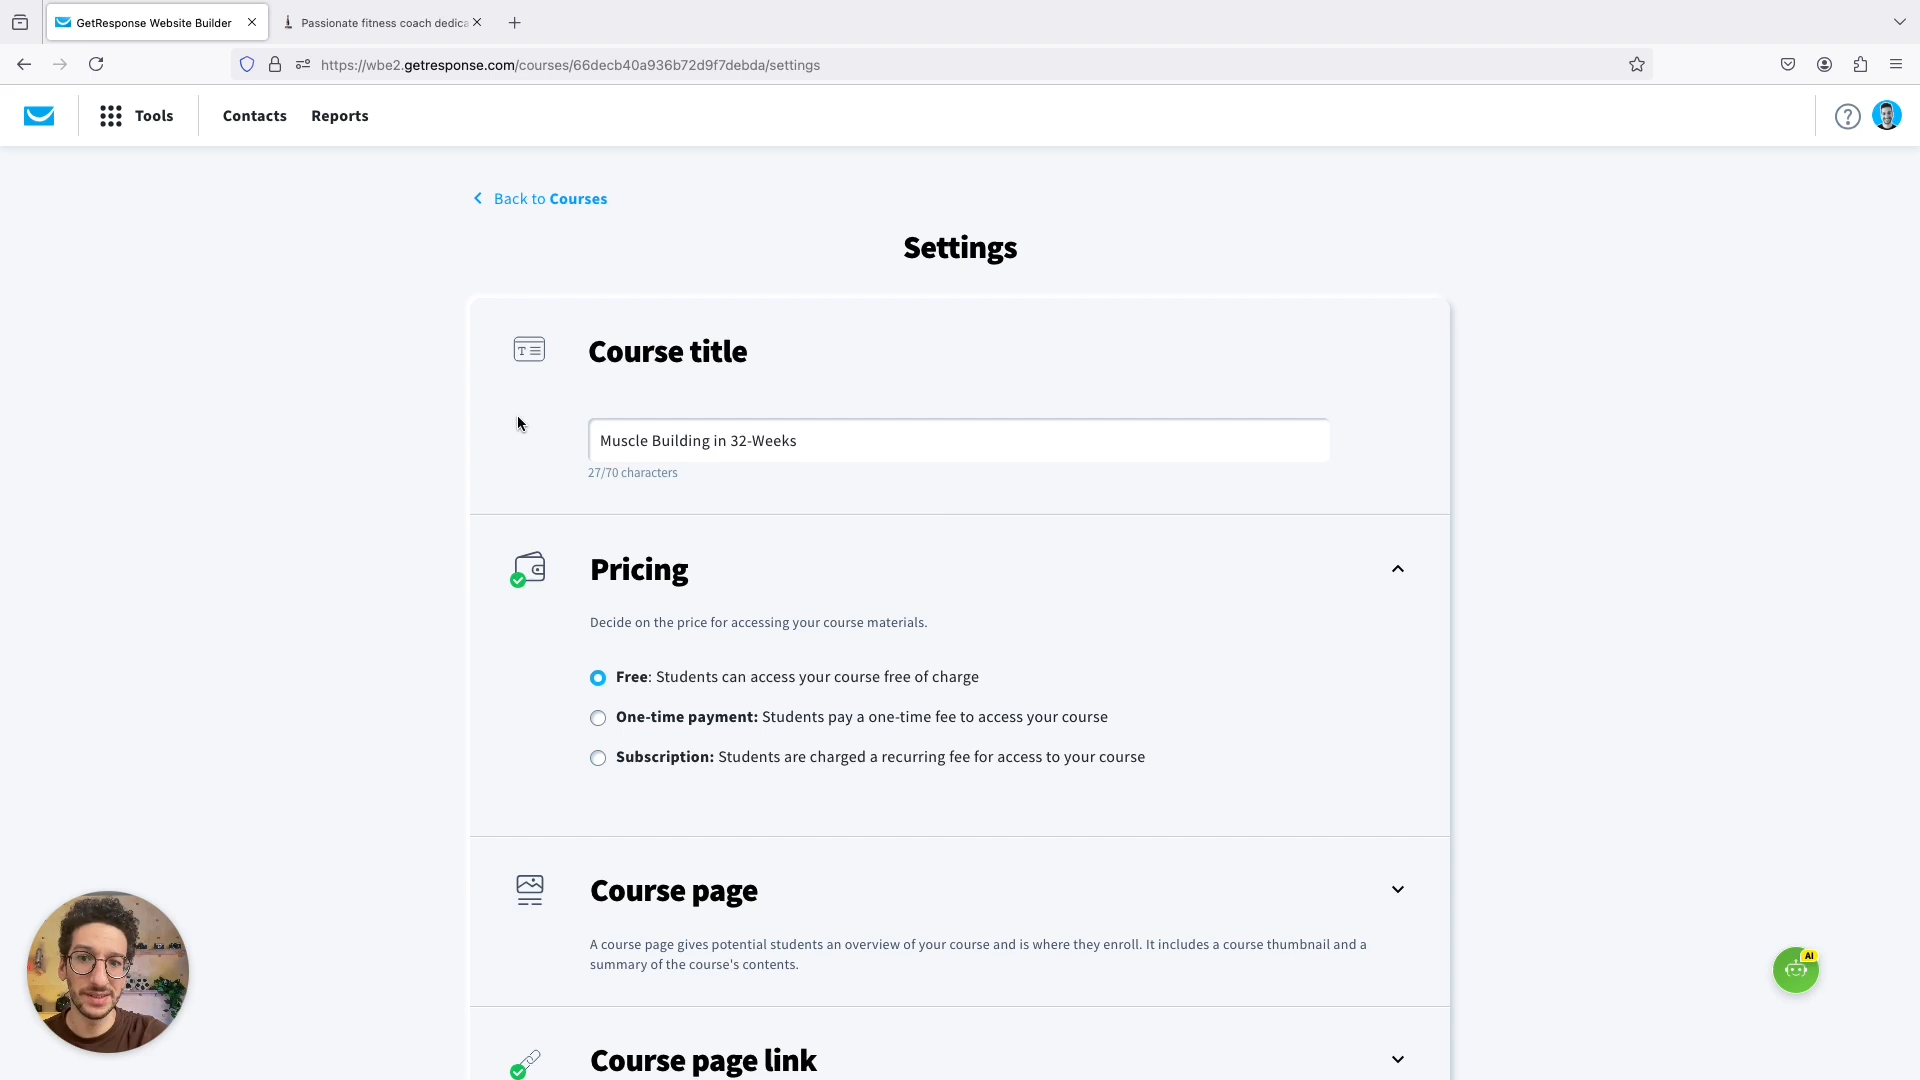 GetResponse Website Builder
Passionate fitness coach dedica
https://wbe2.getresponse.com/courses/66decb40a936b72d9f7debda/settings
Tools
Contacts
Reports
Back to Courses
Settings
Course title
Muscle Building in 32-Weeks
27/70 characters
Pricing
Decide on the price for accessing your course materials.
Free: Students can access your course free of charge
One-time payment: Students pay a one-time fee to access your course
Subscription: Students are charged a recurring fee for access to your course
Course page
A course page gives potential students an overview of your course and is where they enroll. It includes a course thumbnail and a
summary of the course's contents.
AI
Course page link